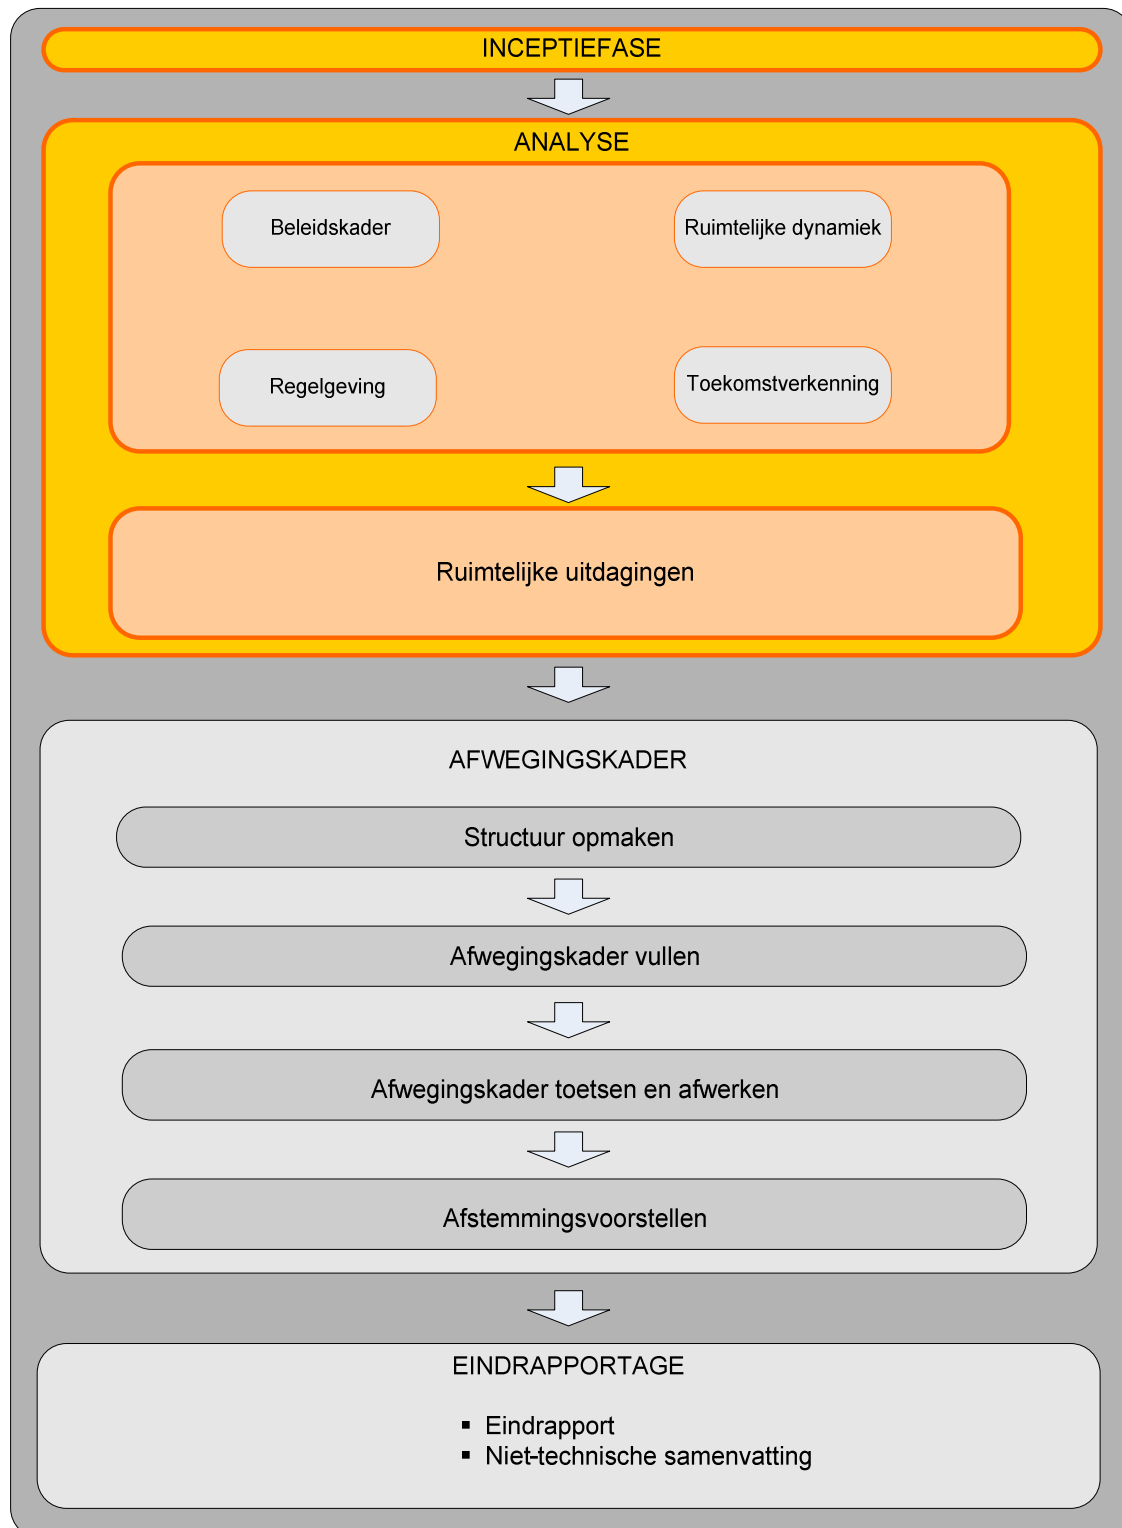 INCEPTIEFASE
ANALYSE
Beleidskader
Ruimtelijke dynamiek
Regelgeving
Toekomstverkenning
Ruimtelijke uitdagingen
AFWEGINGSKADER
Structuur opmaken
Afwegingskader vullen
Afwegingskader toetsen en afwerken
Afstemmingsvoorstellen
EINDRAPPORTAGE
▪ Eindrapport
▪ Niet-technische samenvatting